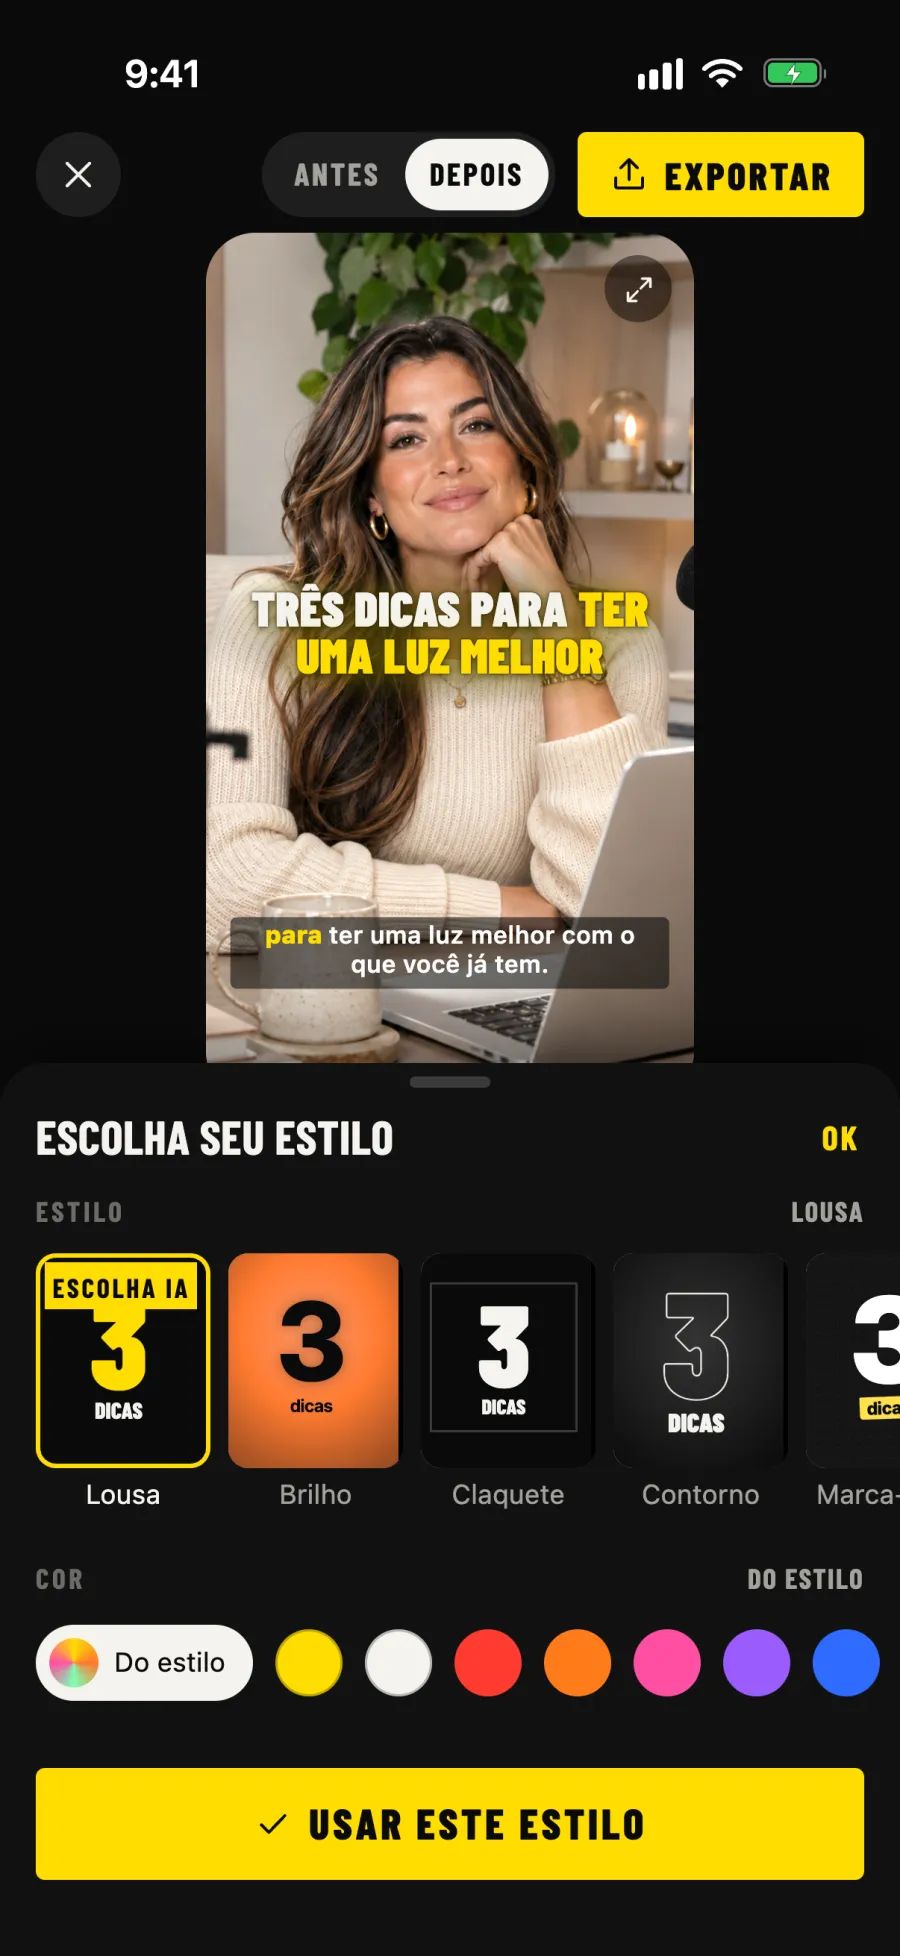 9:41
ANTES
DEPOIS
EXPORTAR
TRÊS DICAS PARA TER
UMA LUZ MELHOR
para ter uma luz melhor com o
que você já tem.
ESCOLHA SEU ESTILO
OK
ESTILO
LOUSA
ESCOLHA IA
3
DICAS
3
dicas
3
DICAS
3
DICAS
3
dica
Lousa
Brilho
Claquete
Contorno
Marca-
COR
DO ESTILO
Do estilo
USAR ESTE ESTILO